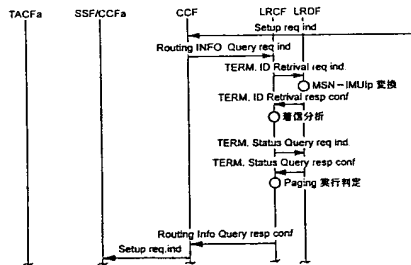 TACFa SSF/CCFa CCF LRCF LRDF
Setup req ind
Routing INFO Query req ind
TERM. ID Retrival req ind.
MSN-IMUIp 変換
TERM. ID Retrival resp conf
着信分析
TERM. Status Query req ind.
TERM. Status Query resp conf
Paging 実行判定
Routing Info Query resp conf
Setup req.ind